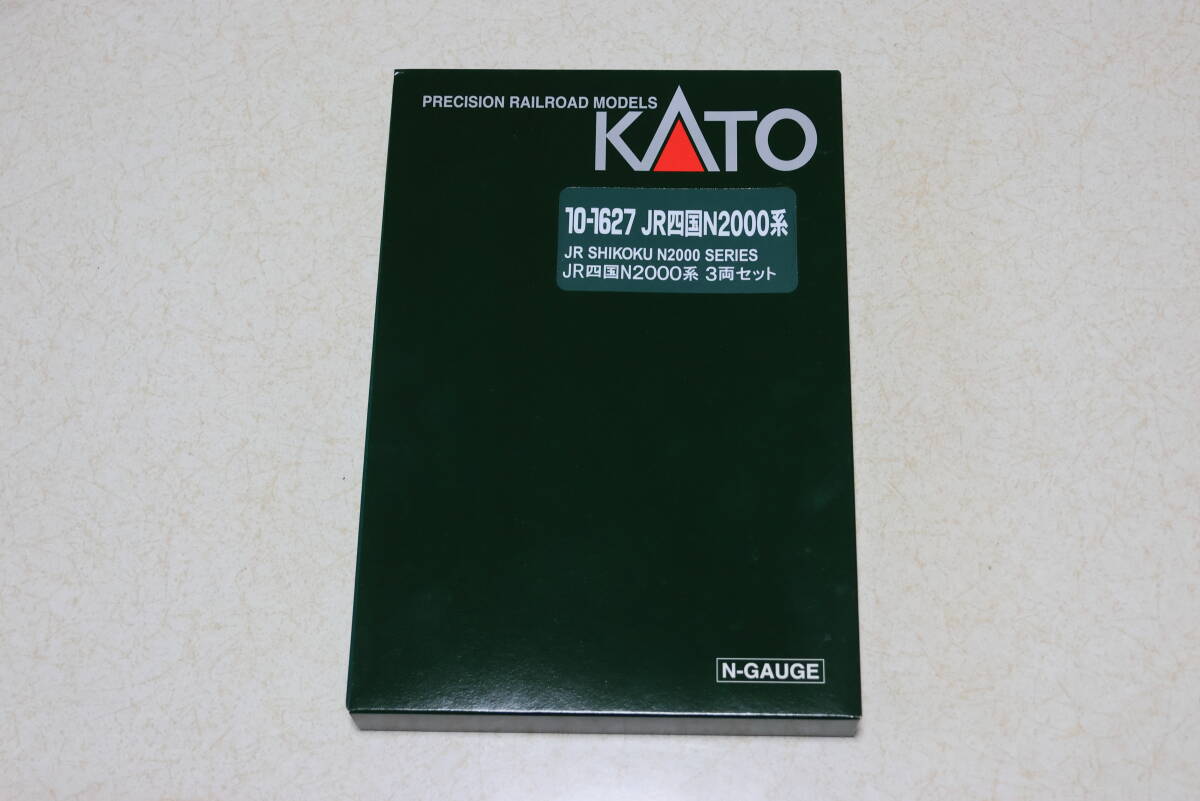 PRECISION RAILROAD MODELS
KATO
10-1627 JR四国N2000系
JR SHIKOKU N2000 SERIES
JR四国N2000系 3両セット
N-GAUGE